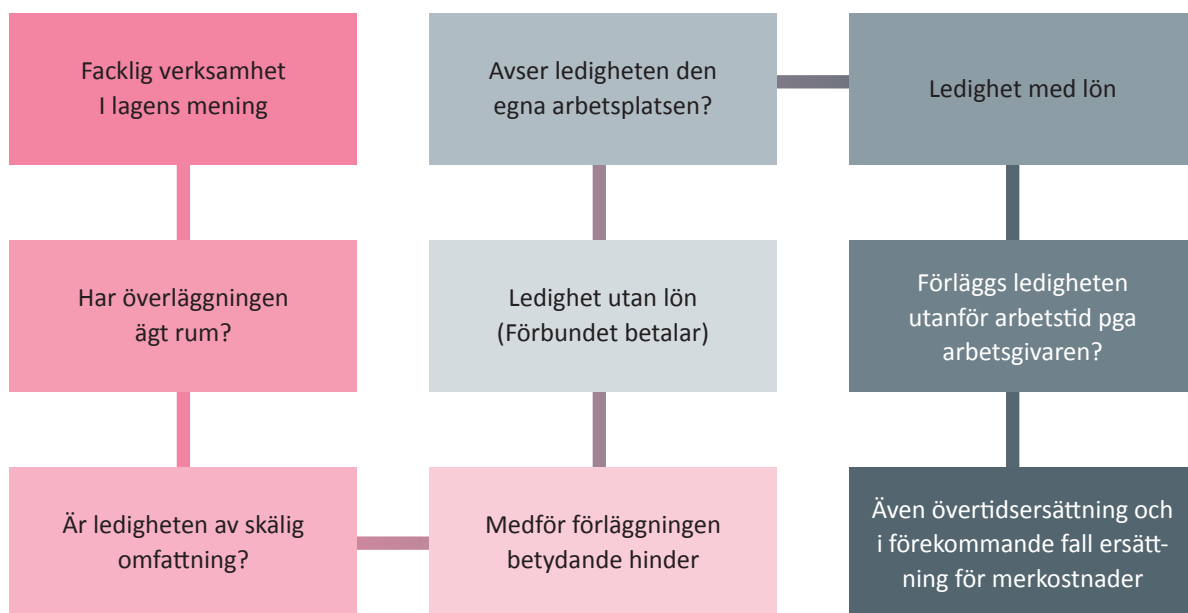 Facklig verksamhet
I lagens mening
Har överläggningen
ägt rum?
Är ledigheten av skälig
omfattning?
Medför förläggningen
betydande hinder
Ledighet utan lön
(Förbundet betalar)
Avser ledigheten den
egna arbetsplatsen?
Ledighet med lön
Förläggs ledigheten
utanför arbetstid pga
arbetsgivaren?
Även övertidsersättning och
i förekommande fall ersätt-
ning för merkostnader